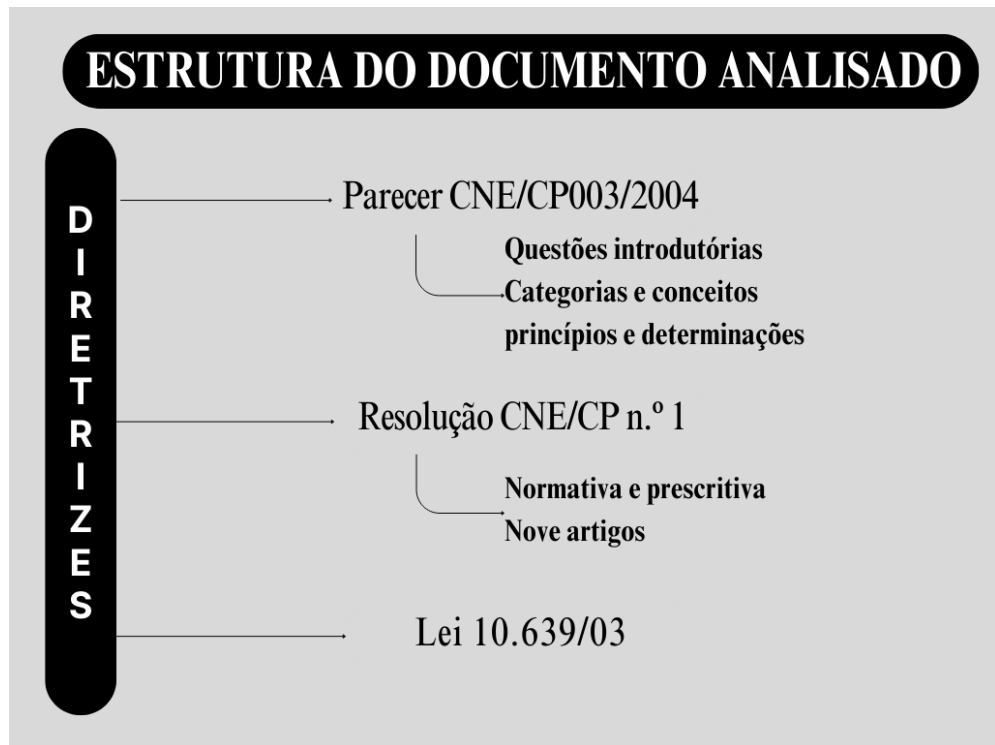 ESTRUTURA DO DOCUMENTO ANALISADO
DIRETRIZES
Parecer CNE/CP003/2004
Questões introdutórias
Categorias e conceitos
princípios e determinações
Resolução CNE/CP n.º 1
Normativa e prescritiva
Nove artigos
Lei 10.639/03